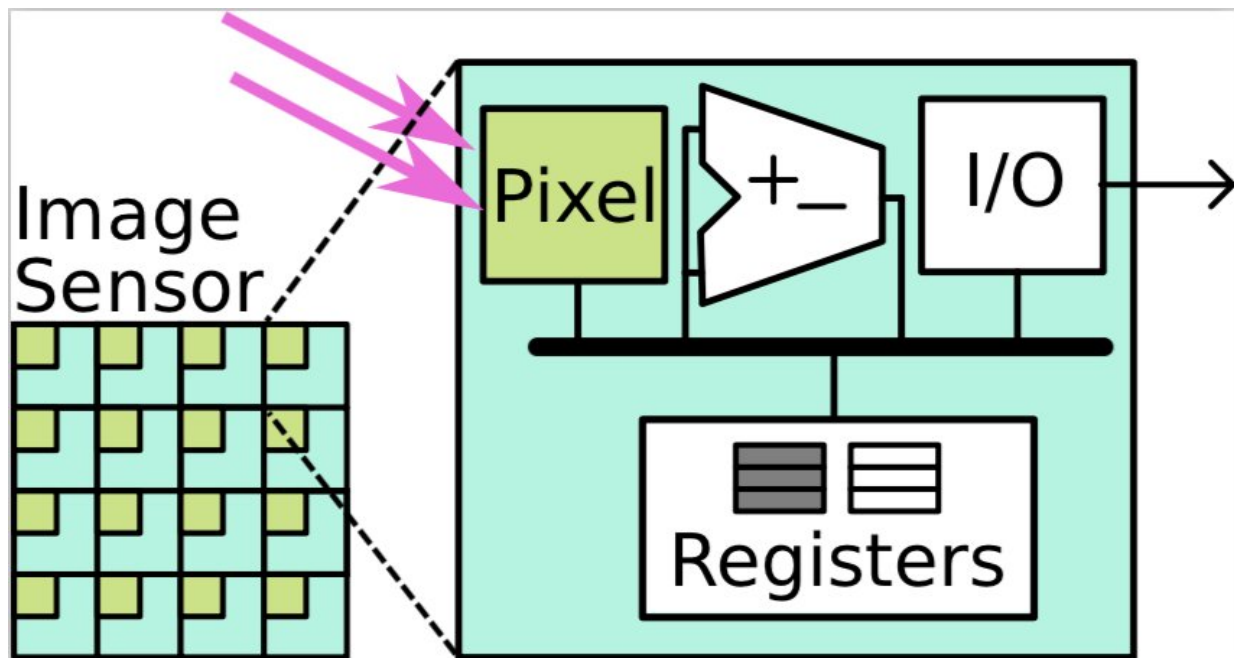 Image
Sensor
Pixel
+
−
I/O
Registers